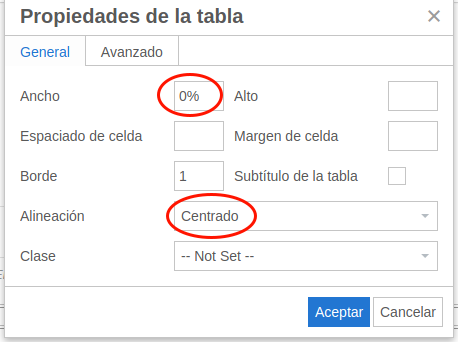 Propiedades de la tabla ×
General Avanzado
Ancho 0% Alto
Espaciado de celda Margen de celda
Borde 1 Subtítulo de la tabla
Alineación Centrado
Clase -- Not Set --
Aceptar Cancelar